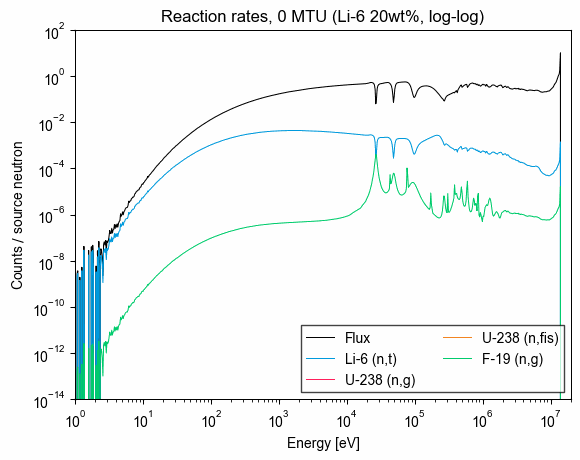 Reaction rates, 0 MTU (Li-6 20wt%, log-log)
Counts / source neutron
10^2
10^0
10^-2
10^-4
10^-6
10^-8
10^-10
10^-12
10^-14
Flux
Li-6 (n,t)
U-238 (n,g)
U-238 (n,fis)
F-19 (n,g)
10^0 10^1 10^2 10^3 10^4 10^5 10^6 10^7
Energy [eV]